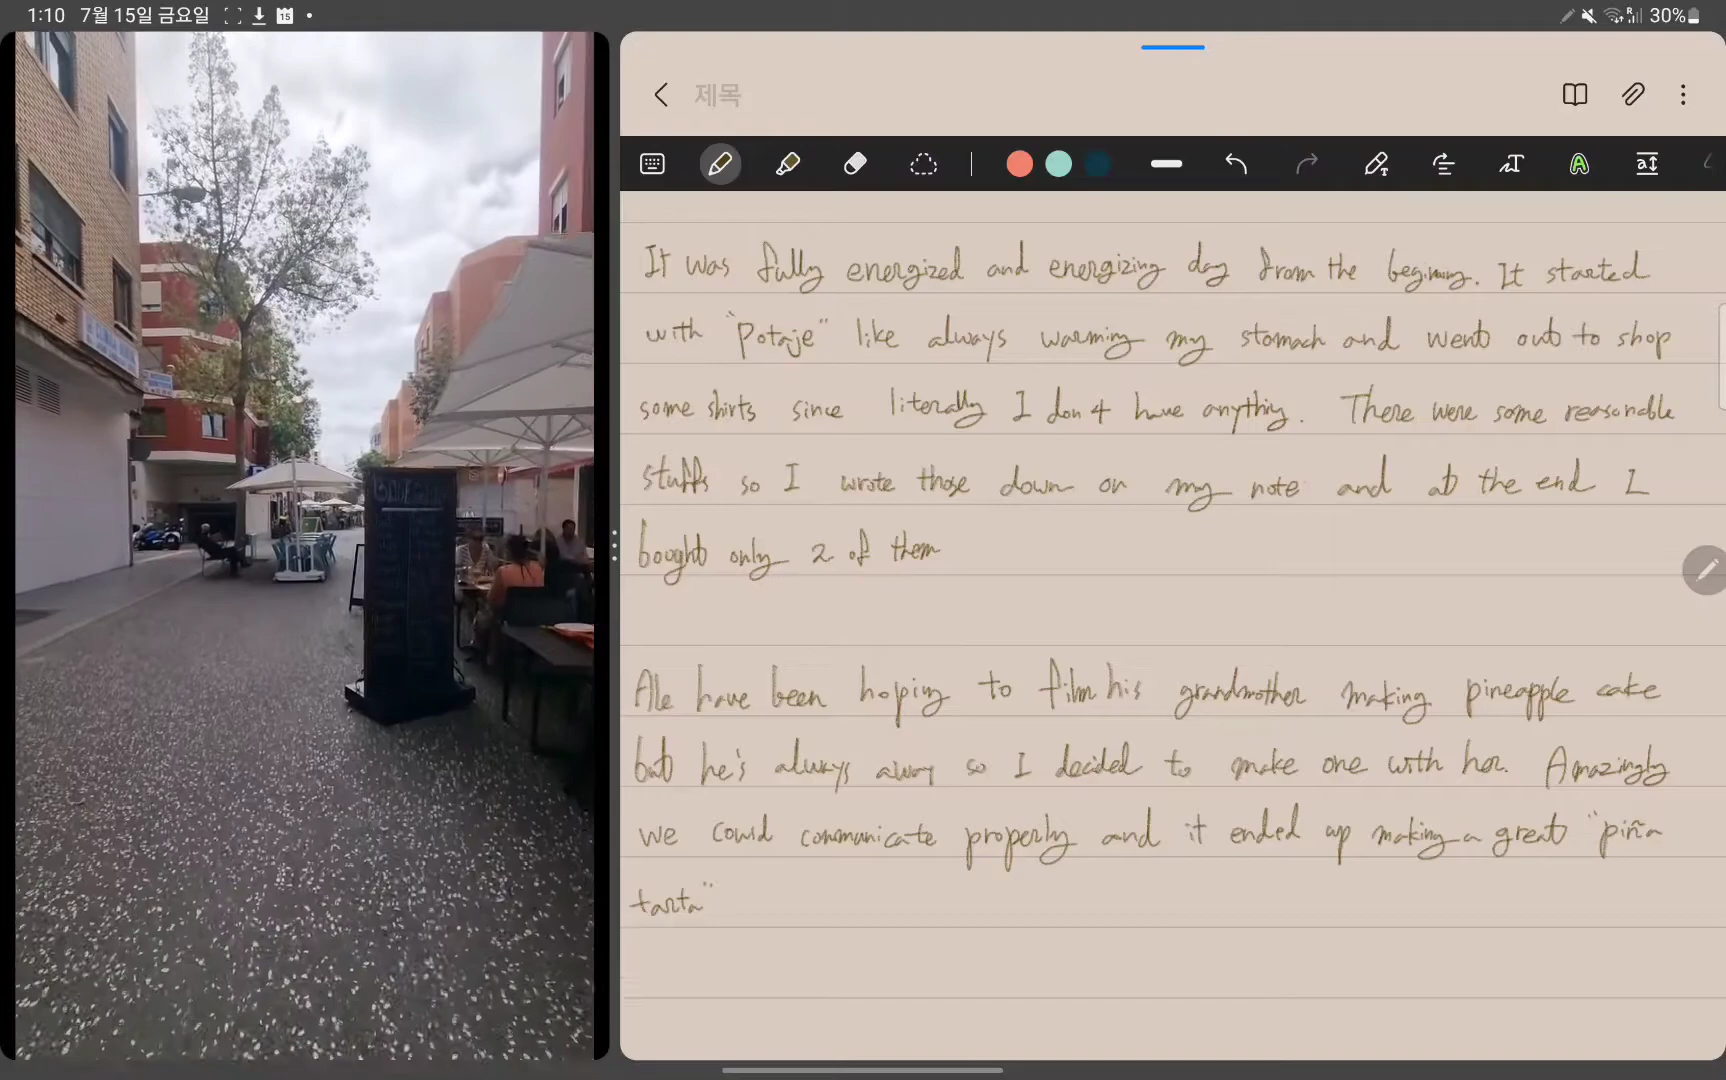 1:10 7월 15일 금요일
15
R
30%
제목
T
T
A
a
It was fully energized and energizing day from the beginning. It started
with "Potaje" like always warming my stomach and went out to shop
some shirts since literally I don't have anything. There were some reasonable
stuffs so I wrote those down on my note and at the end I
bought only 2 of them
Ale have been hoping to film his grandmother making pineapple cake
but he's always away so I decided to make one with her. Amazingly
we could communicate properly and it ended up making a great "piña
tarta"